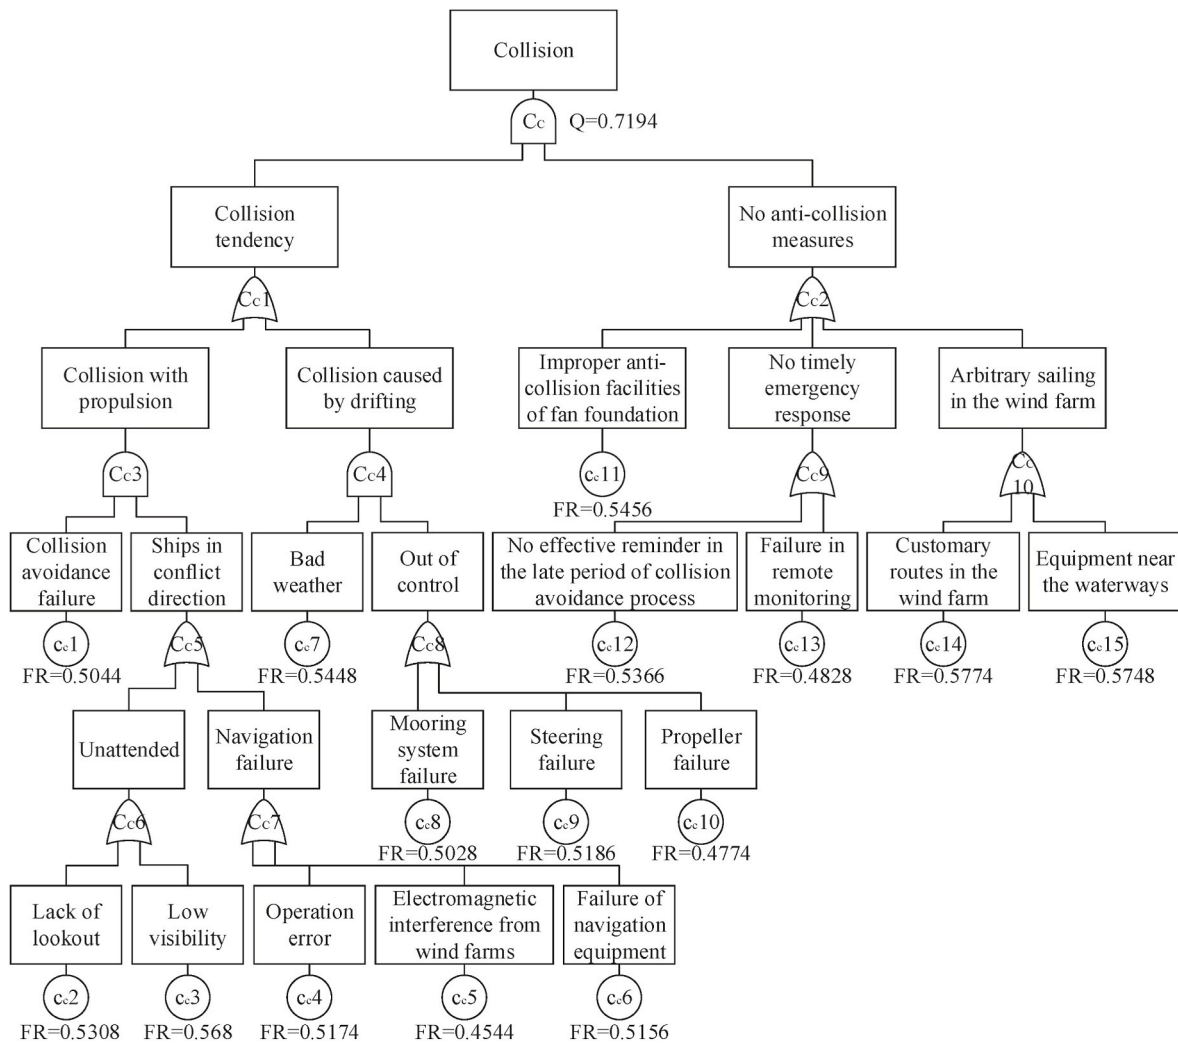 Collision
Cc
Q=0.7194
Collision
tendency
No anti-collision
measures
Cc1
Cc2
Collision with
propulsion
Collision caused
by drifting
Improper anti-
collision facilities
of fan foundation
No timely
emergency
response
Arbitrary sailing
in the wind farm
Cc3
Cc4
cc11
FR=0.5456
Cc9
Cc
10
Collision
avoidance
failure
Ships in
conflict
direction
Bad
weather
Out of
control
No effective reminder in
the late period of collision
avoidance process
Failure in
remote
monitoring
Customary
routes in the
wind farm
Equipment near
the waterways
cc1
FR=0.5044
Cc5
cc7
FR=0.5448
Cc8
cc12
FR=0.5366
cc13
FR=0.4828
cc14
FR=0.5774
cc15
FR=0.5748
Unattended
Navigation
failure
Mooring
system
failure
Steering
failure
Propeller
failure
Cc6
Cc7
cc8
FR=0.5028
cc9
FR=0.5186
cc10
FR=0.4774
Lack of
lookout
Low
visibility
Operation
error
Electromagnetic
interference from
wind farms
Failure of
navigation
equipment
cc2
FR=0.5308
cc3
FR=0.568
cc4
FR=0.5174
cc5
FR=0.4544
cc6
FR=0.5156